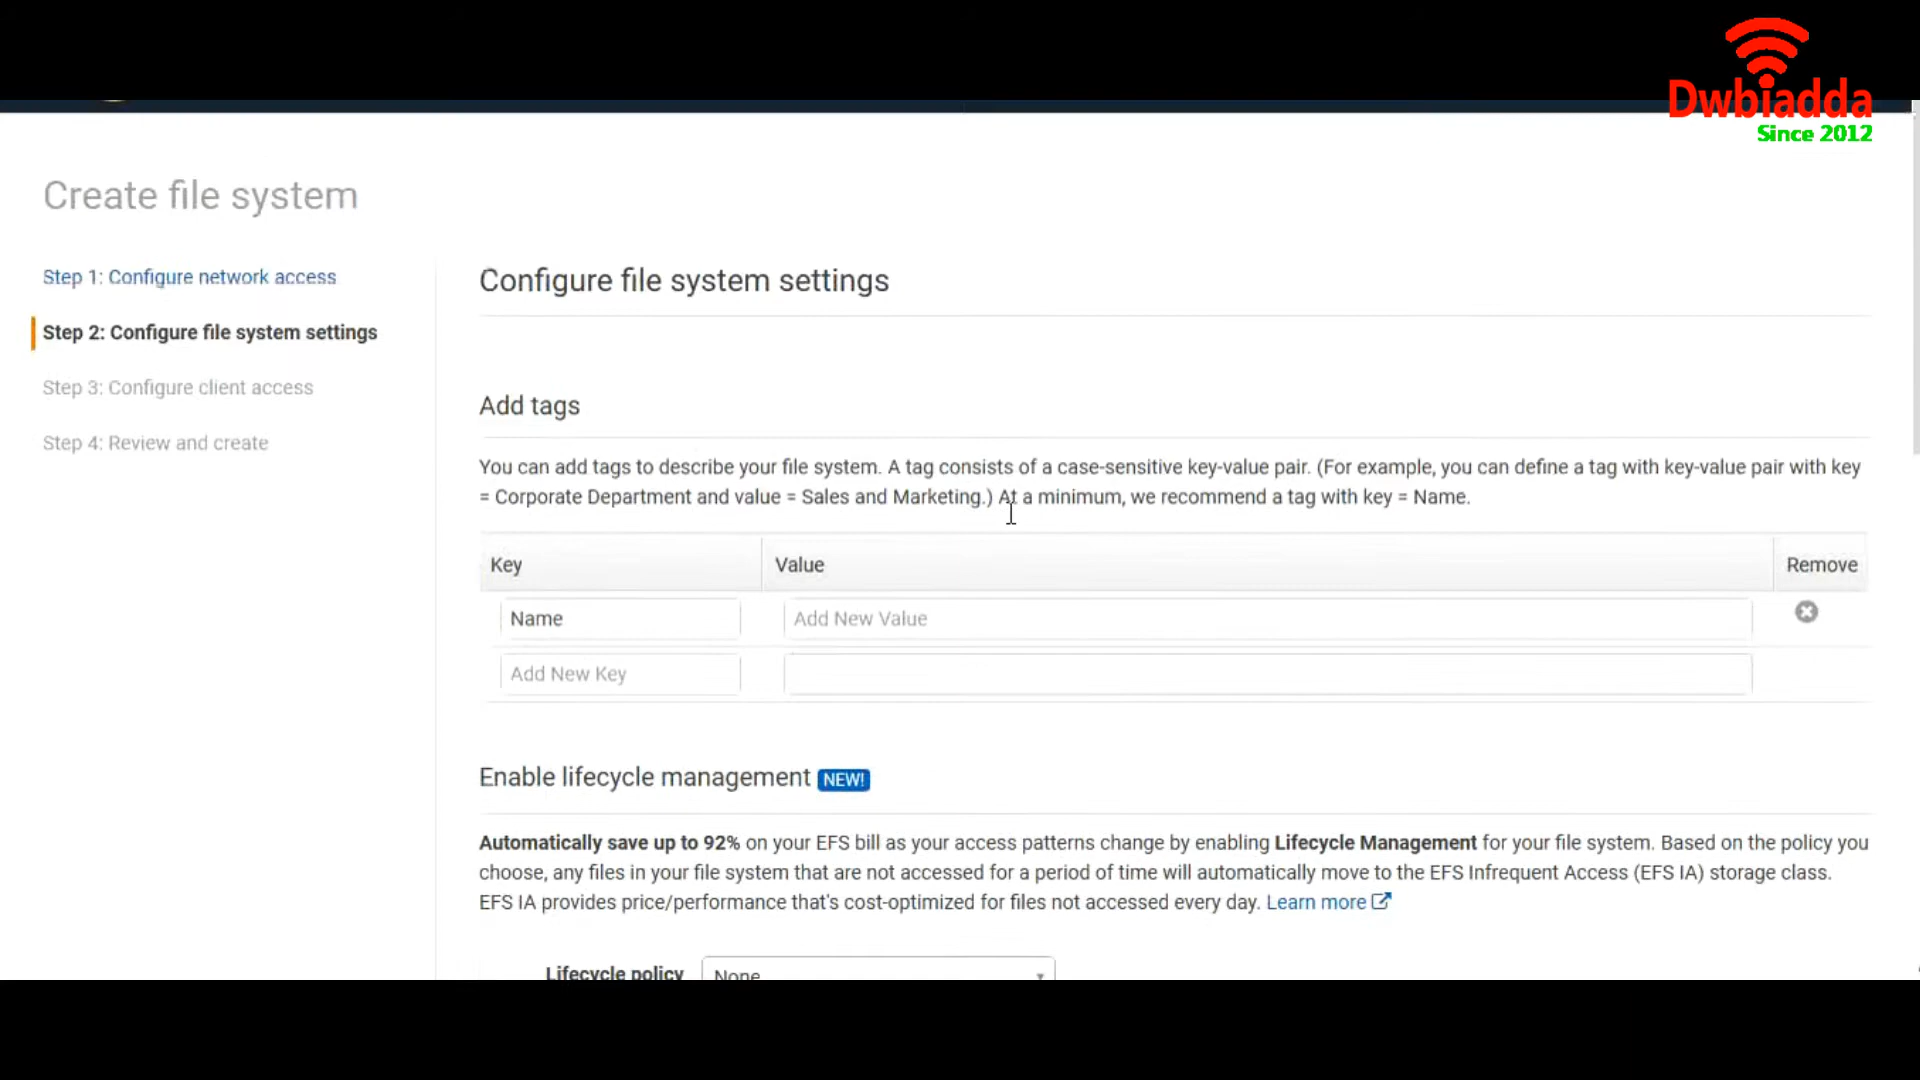 Dwbiadda
Since 2012
Create file system
Step 1: Configure network access
Step 2: Configure file system settings
Step 3: Configure client access
Step 4: Review and create
Configure file system settings
Add tags
You can add tags to describe your file system. A tag consists of a case-sensitive key-value pair. (For example, you can define a tag with key-value pair with key
= Corporate Department and value = Sales and Marketing.) At a minimum, we recommend a tag with key = Name.
Key Value Remove
Name Add New Value
Add New Key
Enable lifecycle management NEW!
Automatically save up to 92% on your EFS bill as your access patterns change by enabling Lifecycle Management for your file system. Based on the policy you
choose, any files in your file system that are not accessed for a period of time will automatically move to the EFS Infrequent Access (EFS IA) storage class.
EFS IA provides price/performance that's cost-optimized for files not accessed every day. Learn more
Lifecycle policy None